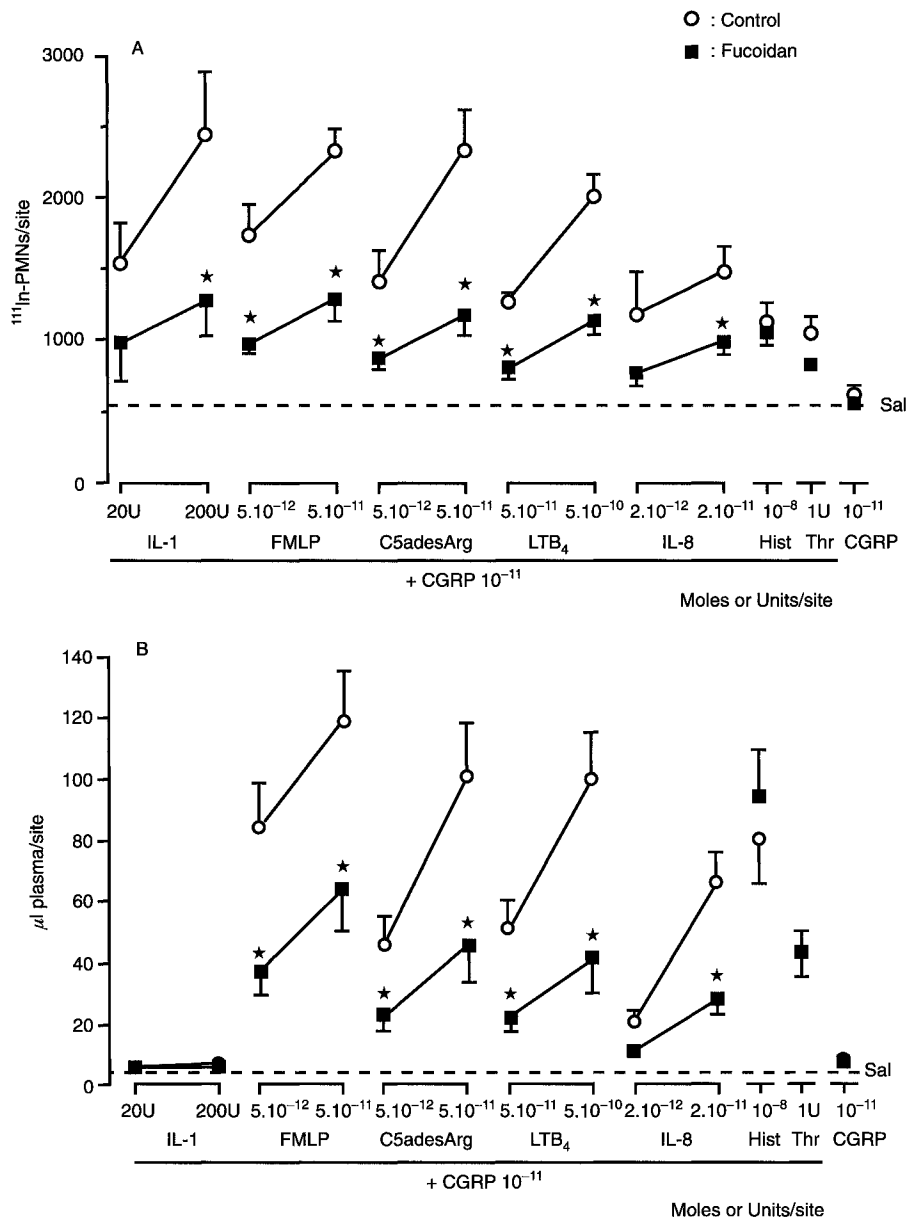 ○ : Control
■ : Fucoidan
A
¹¹¹In-PMNs/site
3000
2000
1000
0
Sal
20U 200U 5.10⁻¹² 5.10⁻¹¹ 5.10⁻¹² 5.10⁻¹¹ 5.10⁻¹¹ 5.10⁻¹⁰ 2.10⁻¹² 2.10⁻¹¹ 10⁻⁸ 1U 10⁻¹¹
IL-1 FMLP C5adesArg LTB₄ IL-8 Hist Thr CGRP
+ CGRP 10⁻¹¹
Moles or Units/site
B
μl plasma/site
140
120
100
80
60
40
20
0
Sal
20U 200U 5.10⁻¹² 5.10⁻¹¹ 5.10⁻¹² 5.10⁻¹¹ 5.10⁻¹¹ 5.10⁻¹⁰ 2.10⁻¹² 2.10⁻¹¹ 10⁻⁸ 1U 10⁻¹¹
IL-1 FMLP C5adesArg LTB₄ IL-8 Hist Thr CGRP
+ CGRP 10⁻¹¹
Moles or Units/site